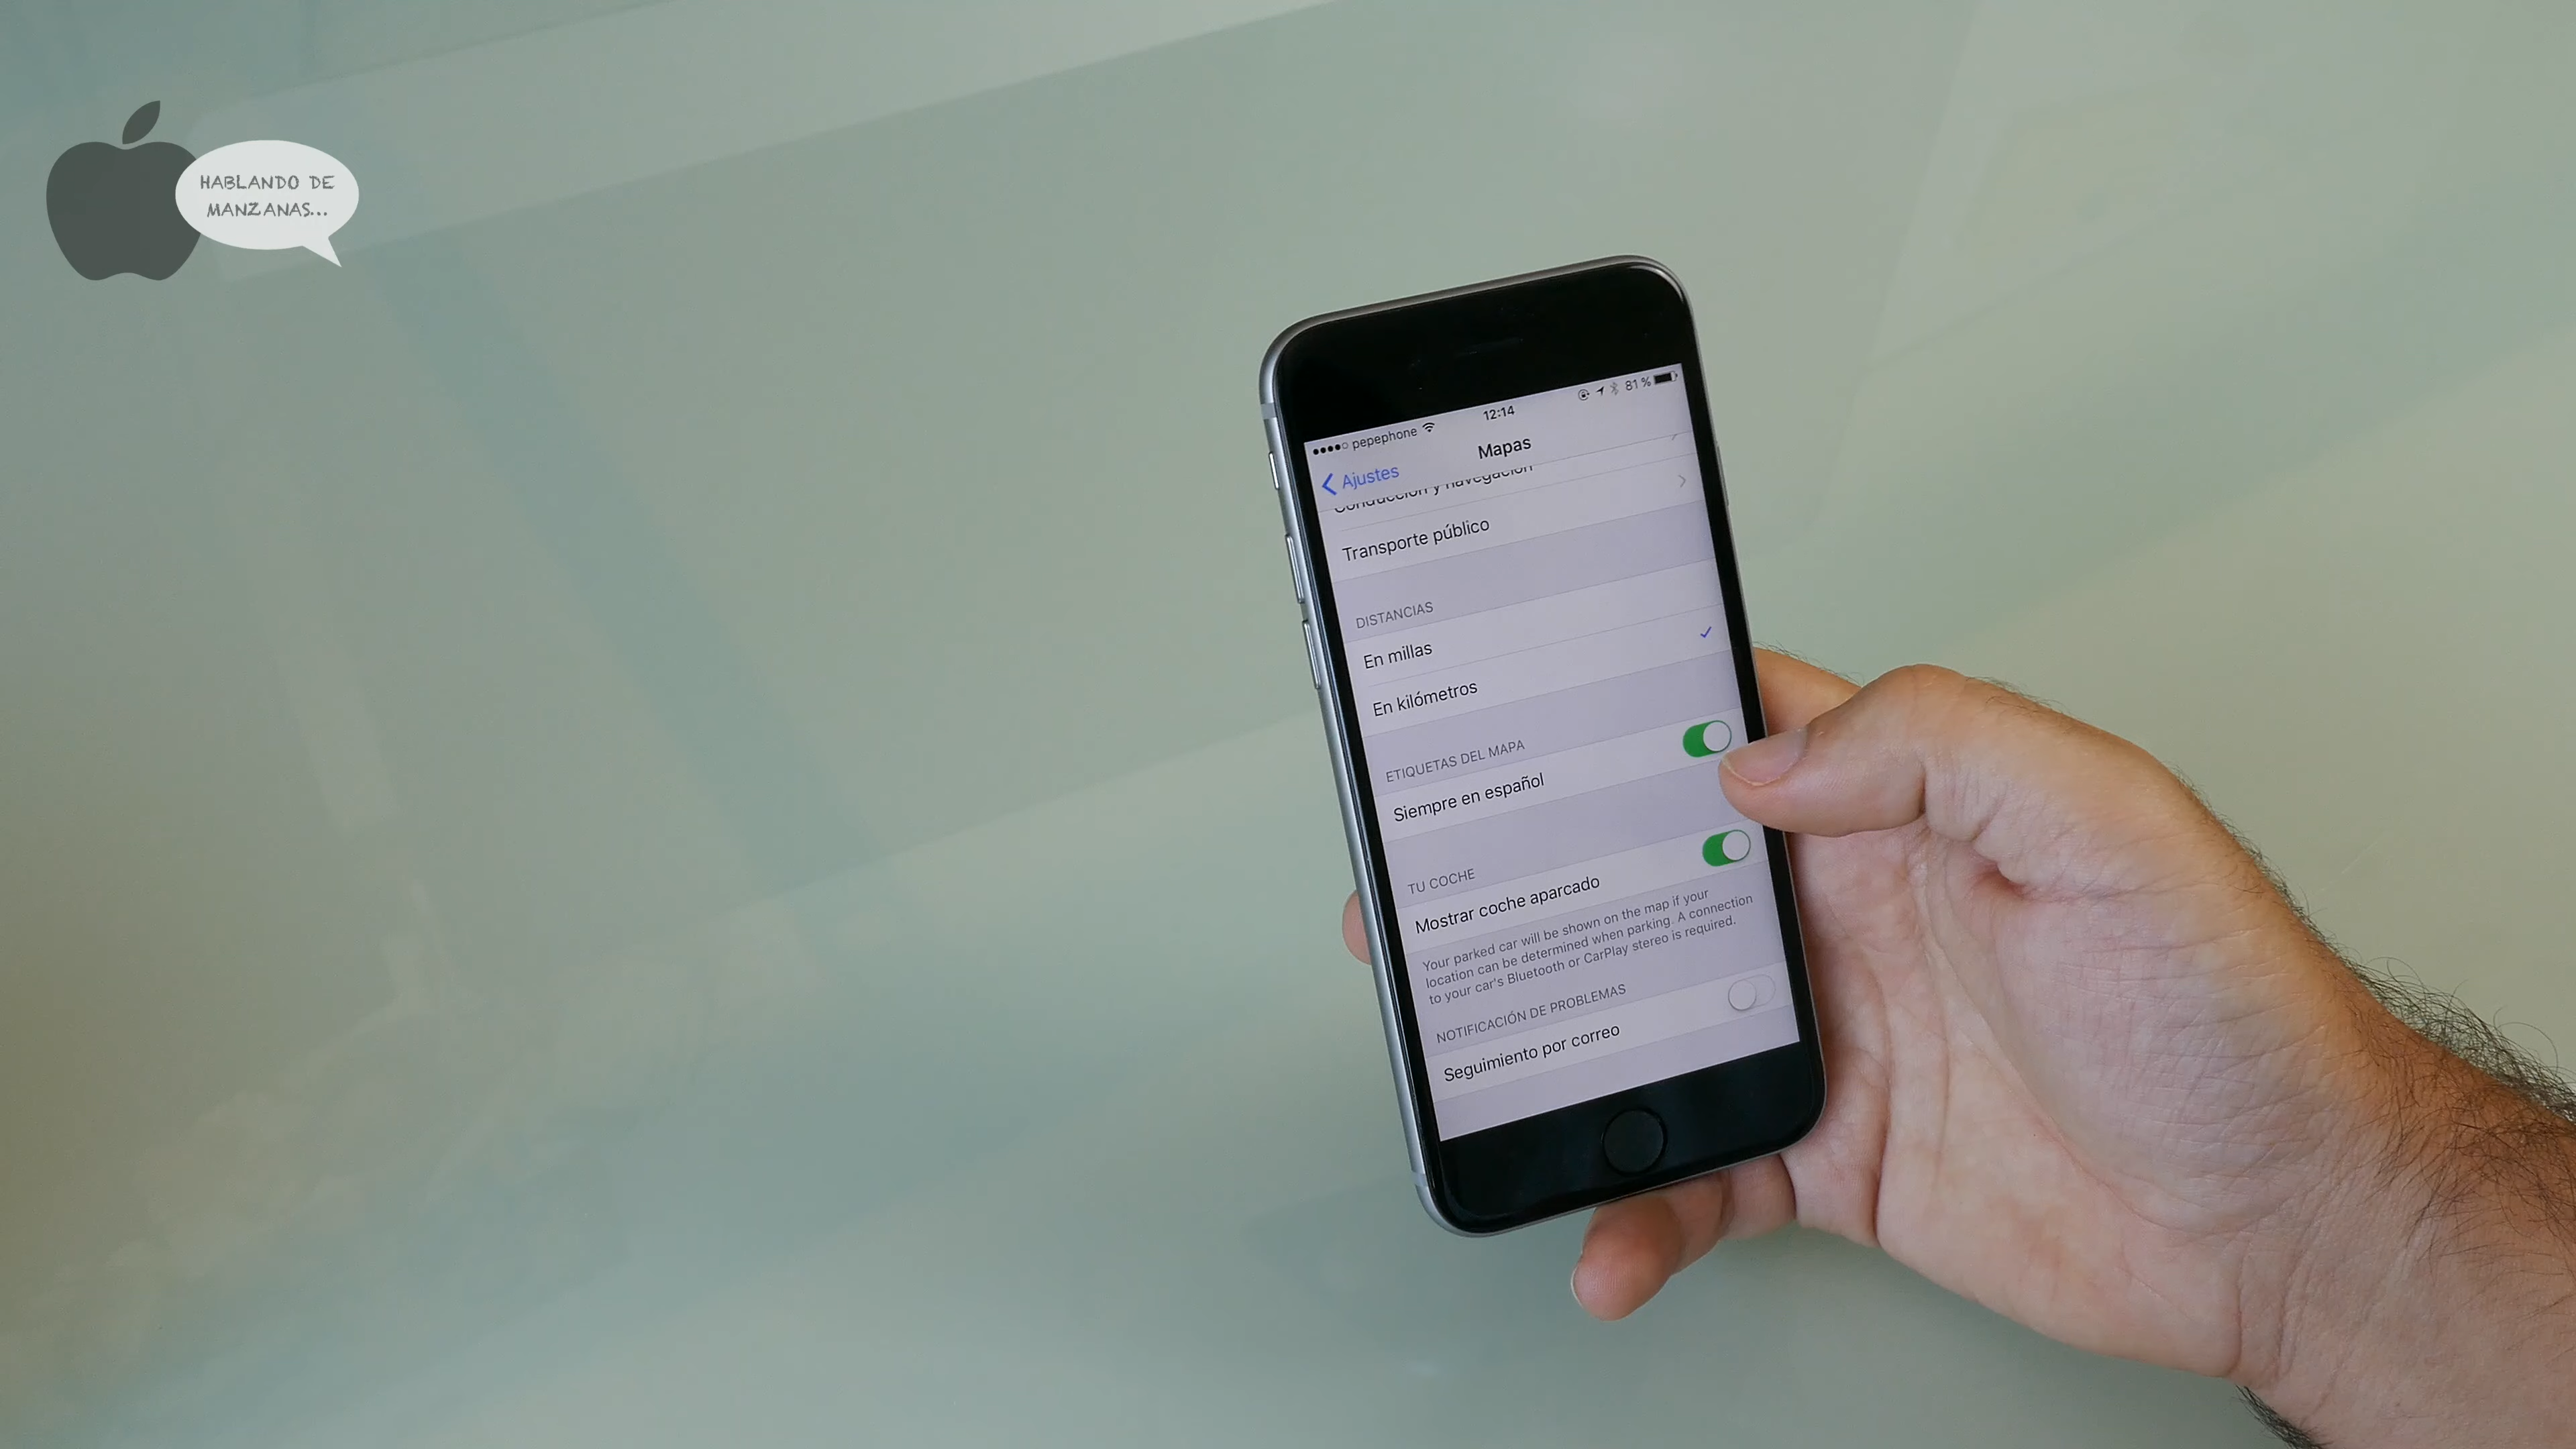 HABLANDO DE
MANZANAS...
pepephone
12:14
81 %
Ajustes
Mapas
Conducción y navegación
Transporte público
DISTANCIAS
En millas
En kilómetros
ETIQUETAS DEL MAPA
Siempre en español
TU COCHE
Mostrar coche aparcado
Your parked car will be shown on the map if your
location can be determined when parking. A connection
to your car's Bluetooth or CarPlay stereo is required.
NOTIFICACIÓN DE PROBLEMAS
Seguimiento por correo